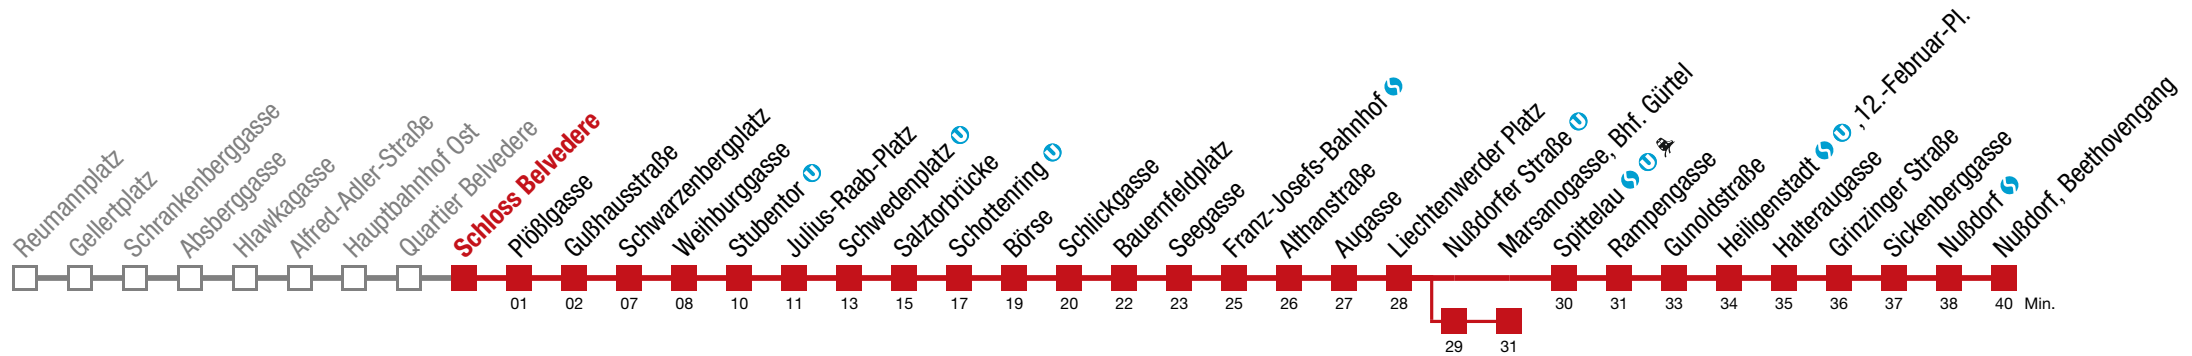 Reumannplatz
Gellertplatz
Schrankenberggasse
Absberggasse
Hlawkagasse
Alfred-Adler-Straße
Hauptbahnhof Ost
Quartier Belvedere
Schloss Belvedere
Plößlgasse
Gußhausstraße
Schwarzenbergplatz
Weihburggasse
Stubentor U
Julius-Raab-Platz
Schwedenplatz U
Salztorbrücke
Schottenring U
Börse
Schlickgasse
Bauernfeldplatz
Seegasse
Franz-Josefs-Bahnhof S
Althanstraße
Augasse
Liechtenwerder Platz
Nußdorfer Straße U
Marsanogasse, Bhf. Gürtel
Spittelau S U
Rampengasse
Gunoldstraße
Heiligenstadt S U , 12.-Februar-Pl.
Halteraugasse
Grinzinger Straße
Sickenberggasse
Nußdorf S
Nußdorf, Beethovengang
01 02 07 08 10 11 13 15 17 19 20 22 23 25 26 27 28 30 31 33 34 35 36 37 38 40 Min.
29 31